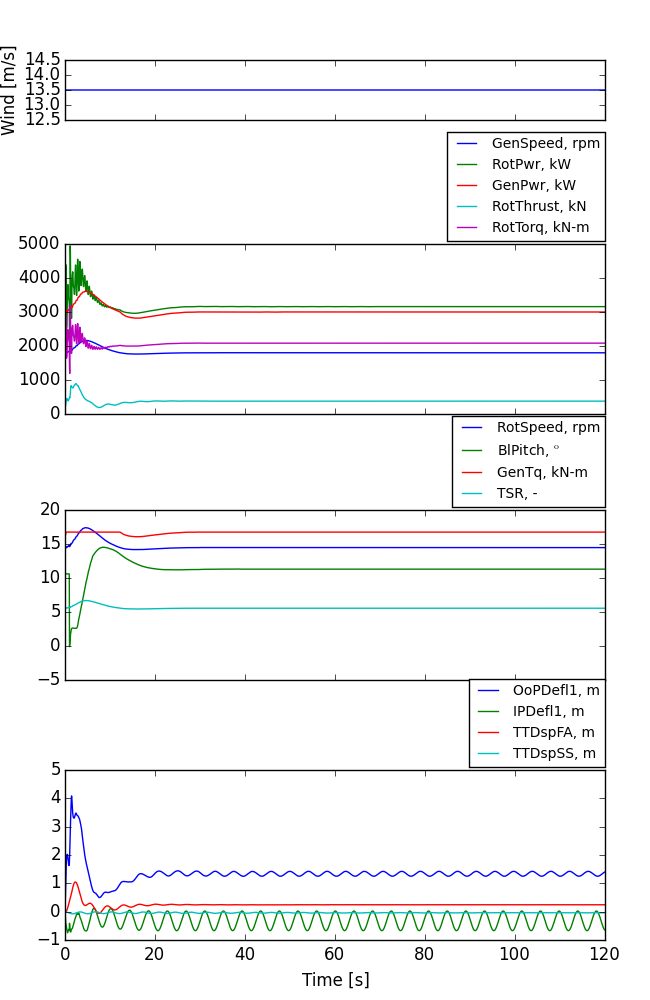 Wind [m/s]
14.5
14.0
13.5
13.0
12.5
GenSpeed, rpm
RotPwr, kW
GenPwr, kW
RotThrust, kN
RotTorq, kN-m
5000
4000
3000
2000
1000
0
RotSpeed, rpm
BlPitch, °
GenTq, kN-m
TSR, -
20
15
10
5
0
−5
OoPDefl1, m
IPDefl1, m
TTDspFA, m
TTDspSS, m
5
4
3
2
1
0
−1
0 20 40 60 80 100 120
Time [s]